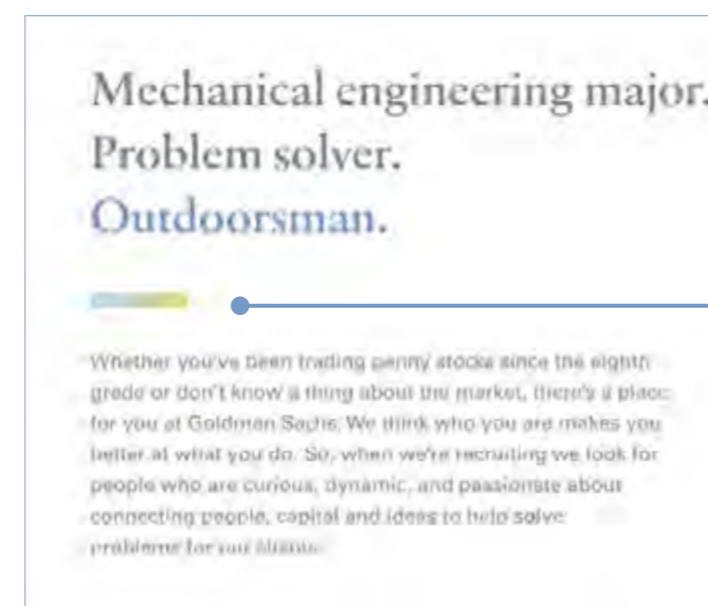 Mechanical engineering major.
Problem solver.
Outdoorsman.
Whether you've been trading penny stocks since the eighth
grade or don't know a thing about the market, there's a place
for you at Goldman Sachs. We think who you are makes you
better at what you do. So, when we're recruiting we look for
people who are curious, dynamic, and passionate about
connecting people, capital and ideas to help solve
problems for our clients.